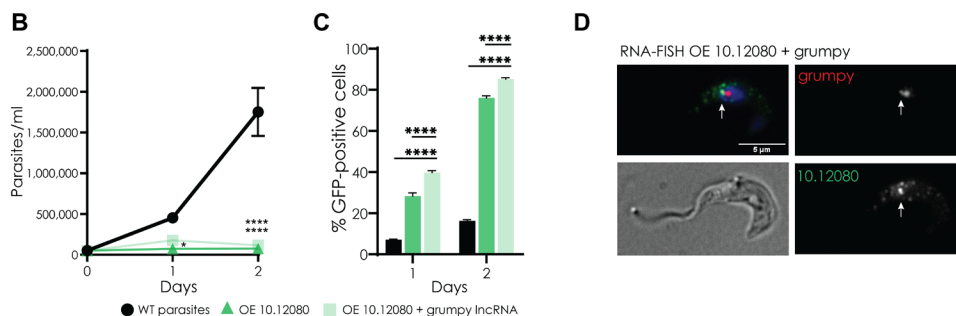 B
2,500,000
2,000,000
1,500,000
1,000,000
500,000
0
Parasites/ml
*
****
****
0 1 2
Days
C
100
80
60
40
20
0
% GFP-positive cells
****
****
****
****
1 2
Days
WT parasites OE 10.12080 OE 10.12080 + grumpy lncRNA
D
RNA-FISH OE 10.12080 + grumpy
grumpy
5 µm
10.12080